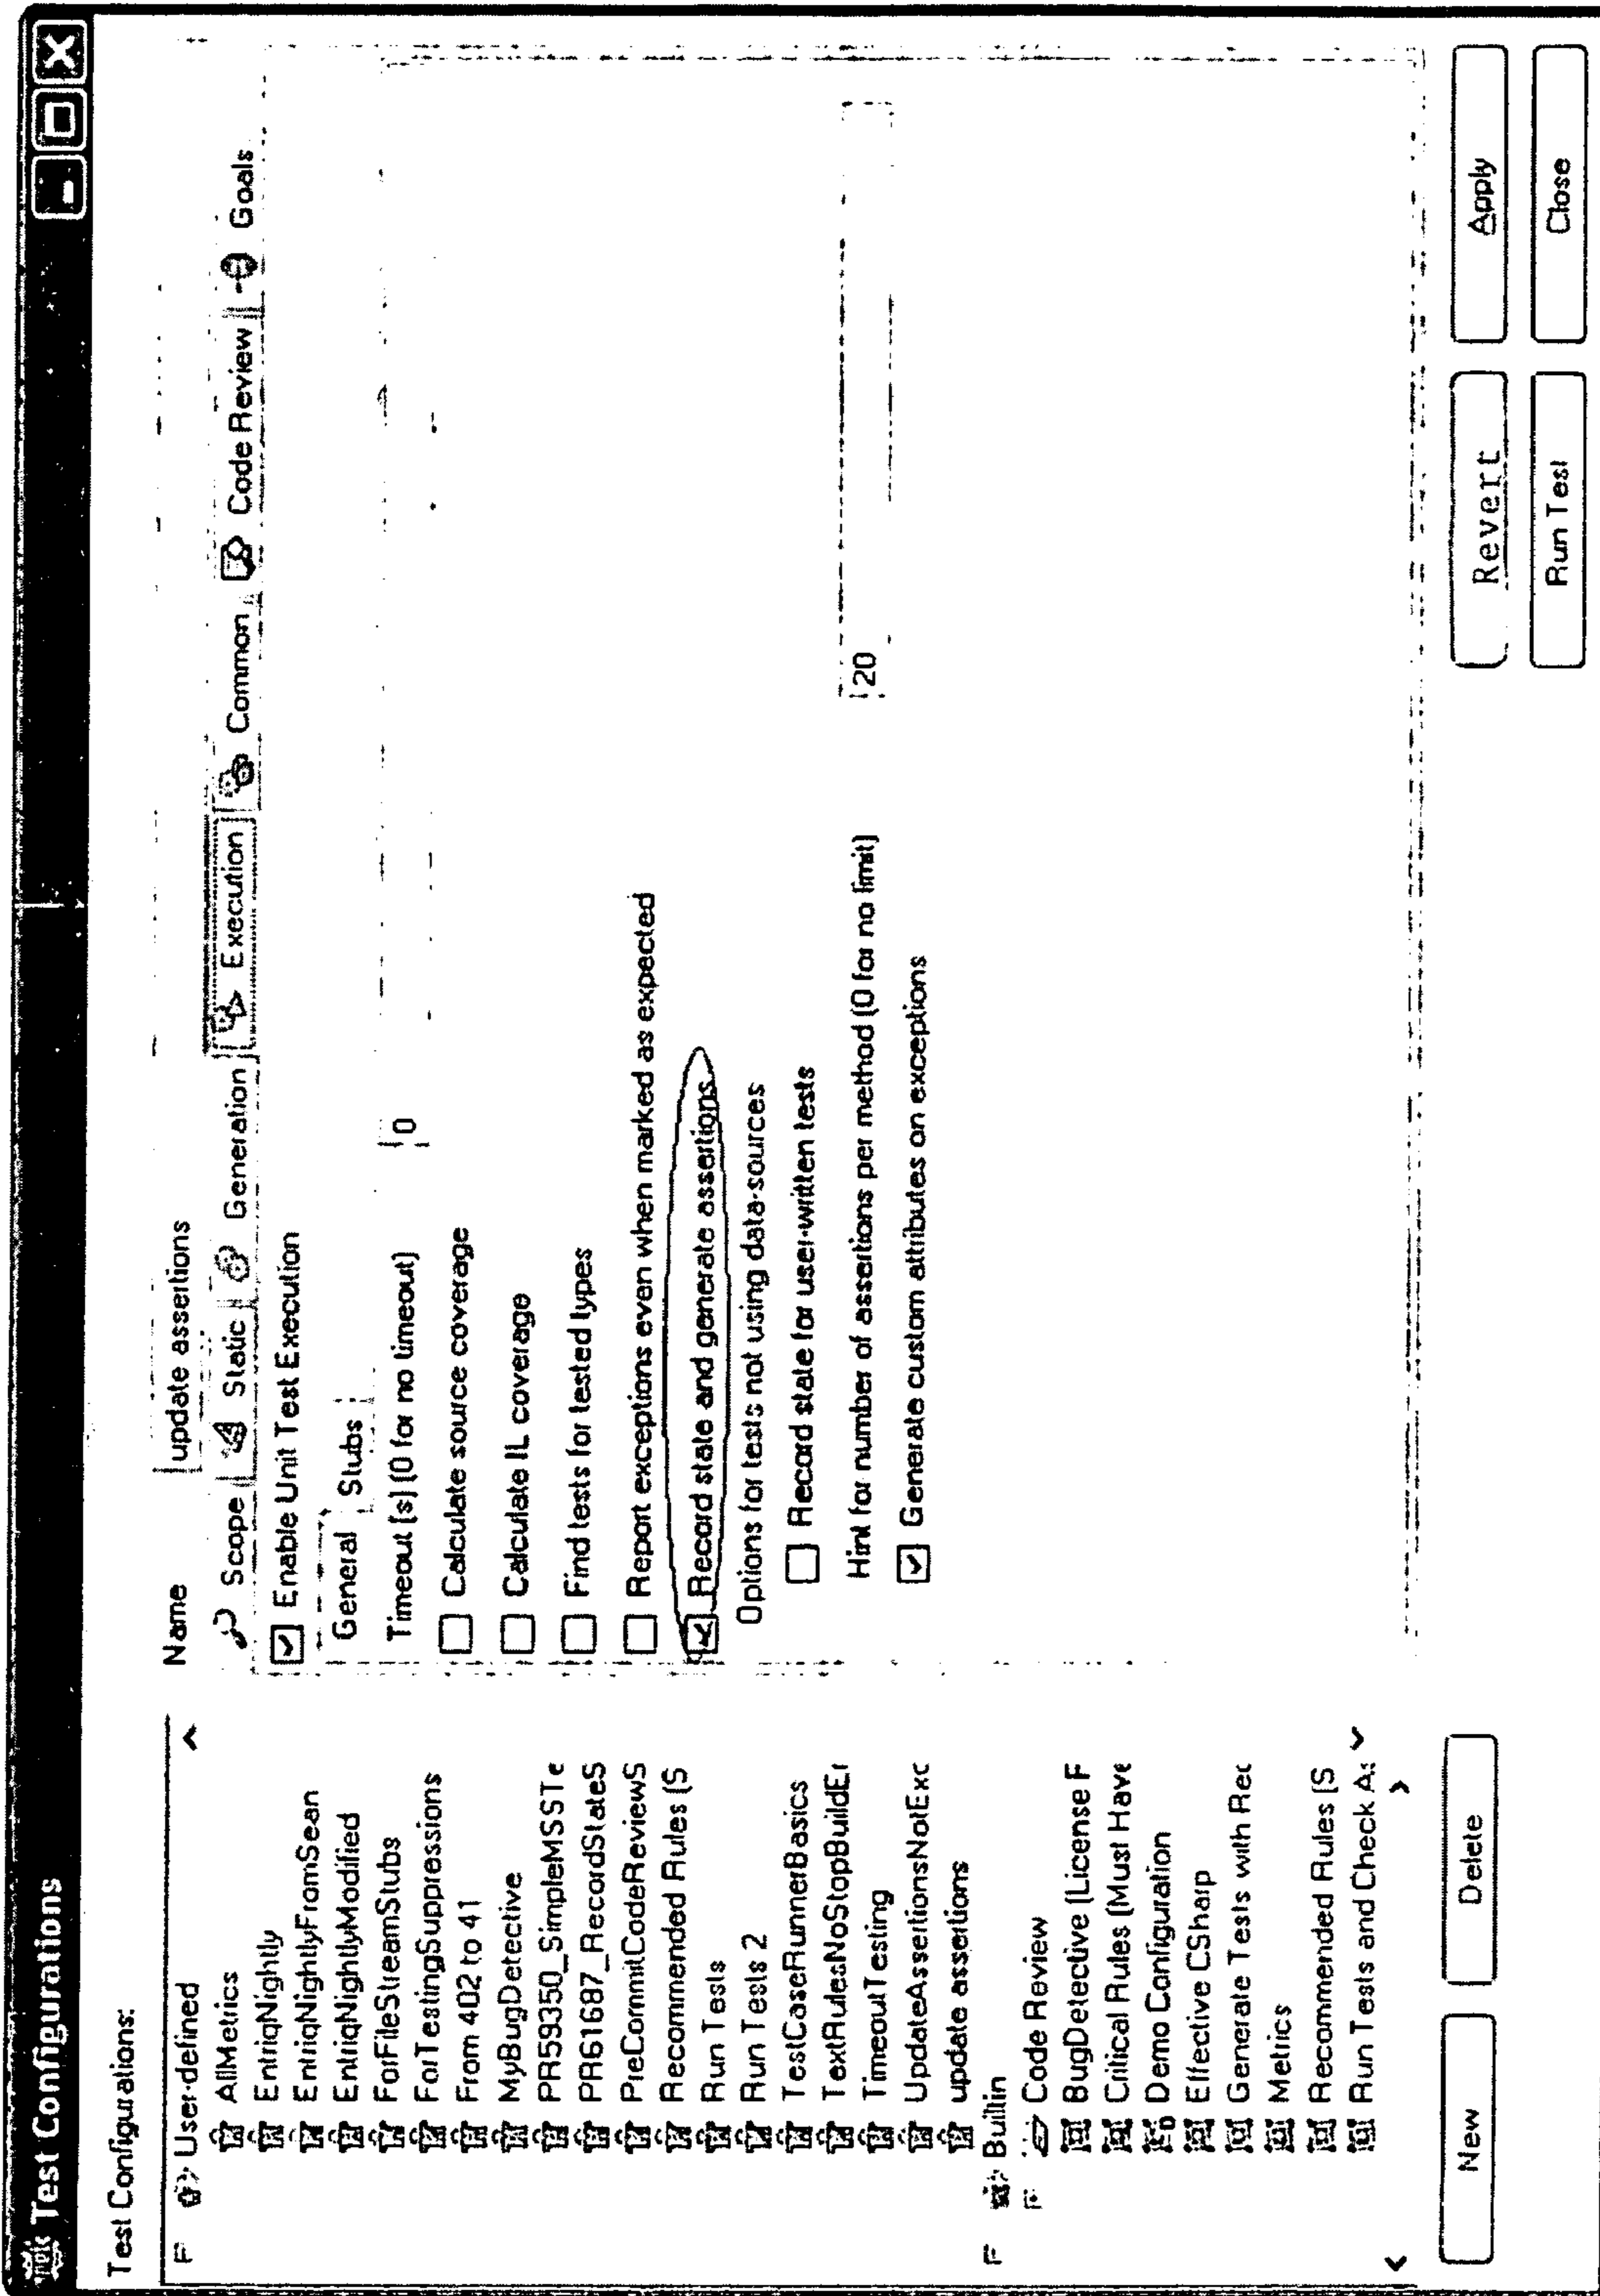 Test Configurations
Test Configurations:
User-defined
AllMetrics
EntriqNightly
EntriqNightlyFromSean
EntriqNightlyModified
ForFileStreamStubs
ForTestingSuppressions
From 402 to 41
MyBugDetective
PR59350_SimpleMSSTe
PR61687_RecordStateS
PreCommitCodeReviewS
Recommended Rules (S
Run Tests
Run Tests 2
TestCaseRunnerBasics
TextRulesNoStopBuildEr
TimeoutTesting
UpdateAssertionsNotExc
update assertions
Builtin
Code Review
BugDetective (License F
Critical Rules (Must Have
Demo Configuration
Effective CSharp
Generate Tests with Rec
Metrics
Recommended Rules (S
Run Tests and Check As
New
Delete
Name
update assertions
Scope
Static
Generation
Execution
Common
Code Review
Goals
Enable Unit Test Execution
General
Stubs
Timeout [s] (0 for no timeout)
0
Calculate source coverage
Calculate IL coverage
Find tests for tested types
Report exceptions even when marked as expected
Record state and generate assertions
Options for tests not using data-sources
Record state for user-written tests
Hint for number of assertions per method (0 for no limit)
20
Generate custom attributes on exceptions
Revert
Apply
Run Test
Close